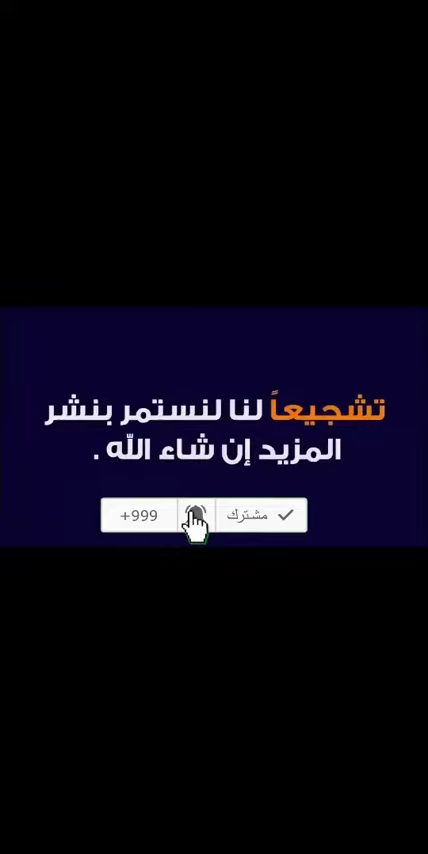 تشجيعاً لنا لنستمر بنشر
المزيد إن شاء الله .
مشترك 999+